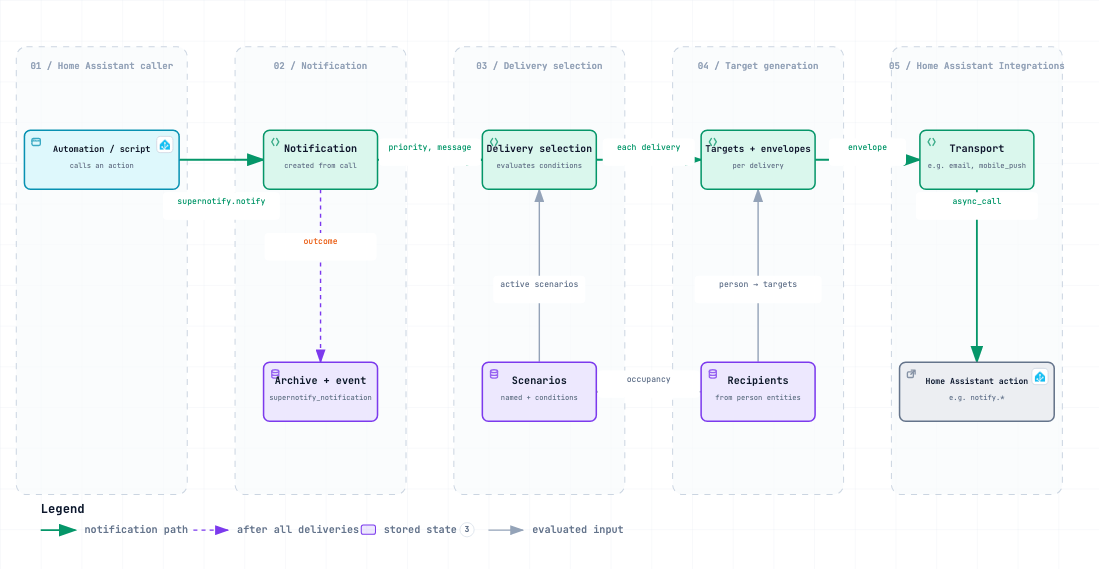 01 / Home Assistant caller
02 / Notification
03 / Delivery selection
04 / Target generation
05 / Home Assistant Integrations
Automation / script
calls an action
supernotify.notify
Notification
created from call
priority, message
Delivery selection
evaluates conditions
each delivery
Targets + envelopes
per delivery
envelope
Transport
e.g. email, mobile_push
async_call
outcome
active scenarios
person → targets
Archive + event
supernotify_notification
Scenarios
named + conditions
occupancy
Recipients
from person entities
Home Assistant action
e.g. notify.*
Legend
notification path
after all deliveries
stored state
3
evaluated input